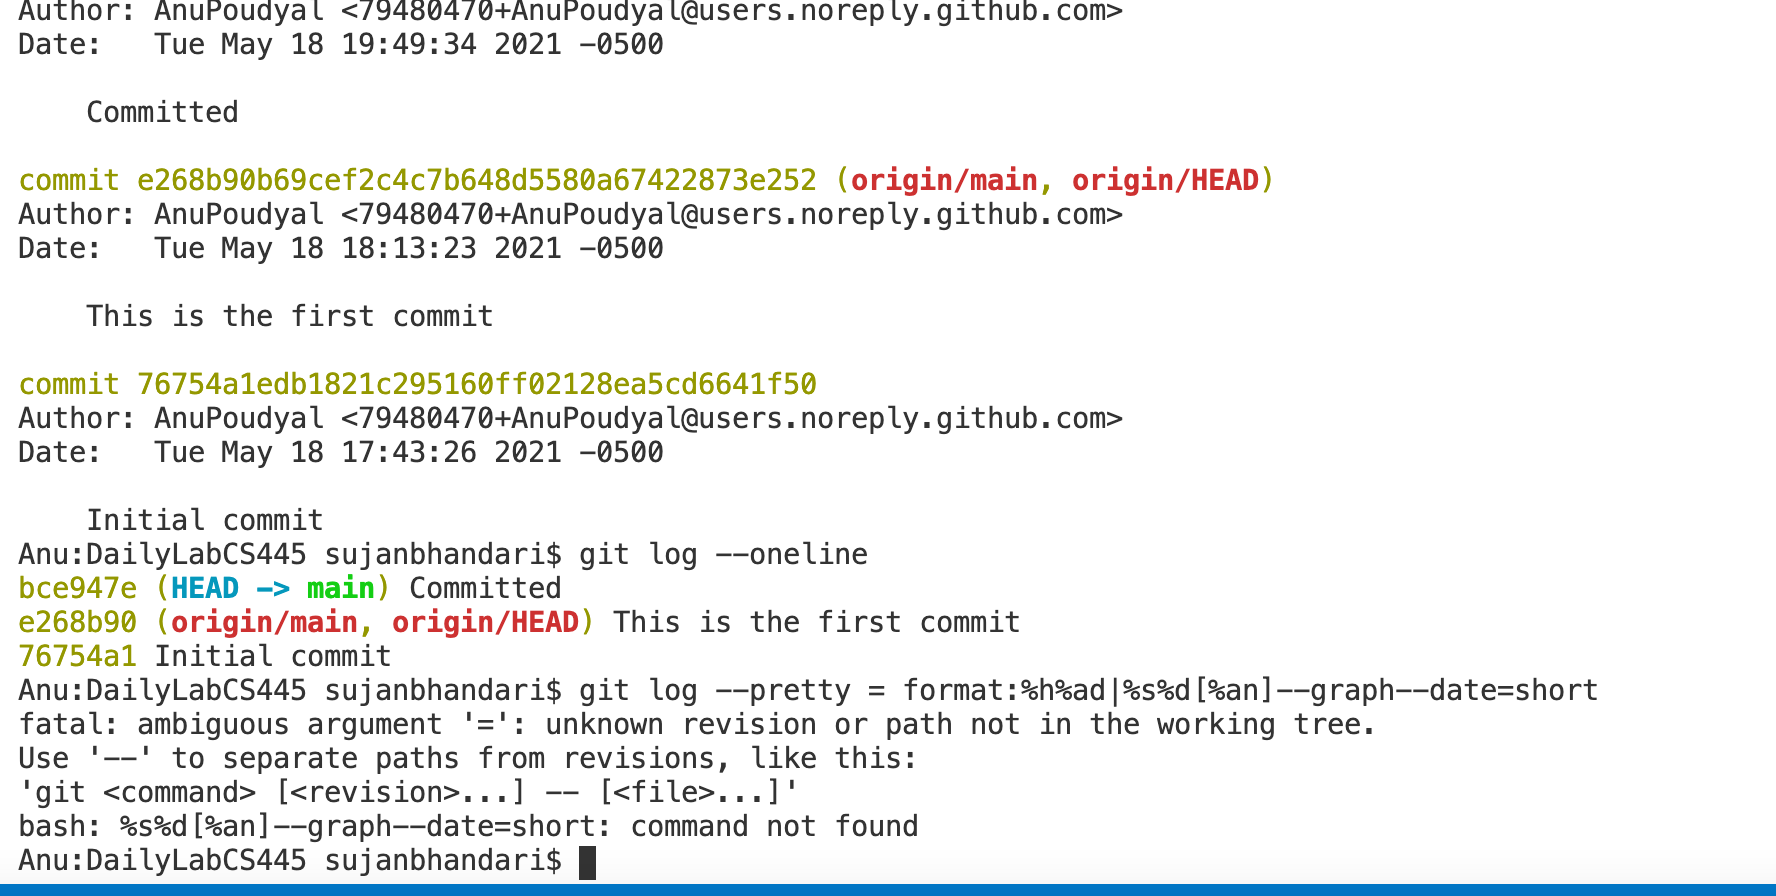 Author: AnuPoudyal <79480470+AnuPoudyal@users.noreply.github.com>
Date:   Tue May 18 19:49:34 2021 -0500
Committed
commit e268b90b69cef2c4c7b648d5580a67422873e252 (origin/main, origin/HEAD)
Author: AnuPoudyal <79480470+AnuPoudyal@users.noreply.github.com>
Date:   Tue May 18 18:13:23 2021 -0500
This is the first commit
commit 76754a1edb1821c295160ff02128ea5cd6641f50
Author: AnuPoudyal <79480470+AnuPoudyal@users.noreply.github.com>
Date:   Tue May 18 17:43:26 2021 -0500
Initial commit
Anu:DailyLabCS445 sujanbhandari$ git log --oneline
bce947e (HEAD -> main) Committed
e268b90 (origin/main, origin/HEAD) This is the first commit
76754a1 Initial commit
Anu:DailyLabCS445 sujanbhandari$ git log --pretty = format:%h%ad|%s%d[%an]--graph--date=short
fatal: ambiguous argument '=': unknown revision or path not in the working tree.
Use '--' to separate paths from revisions, like this:
'git <command> [<revision>...] -- [<file>...]'
bash: %s%d[%an]--graph--date=short: command not found
Anu:DailyLabCS445 sujanbhandari$